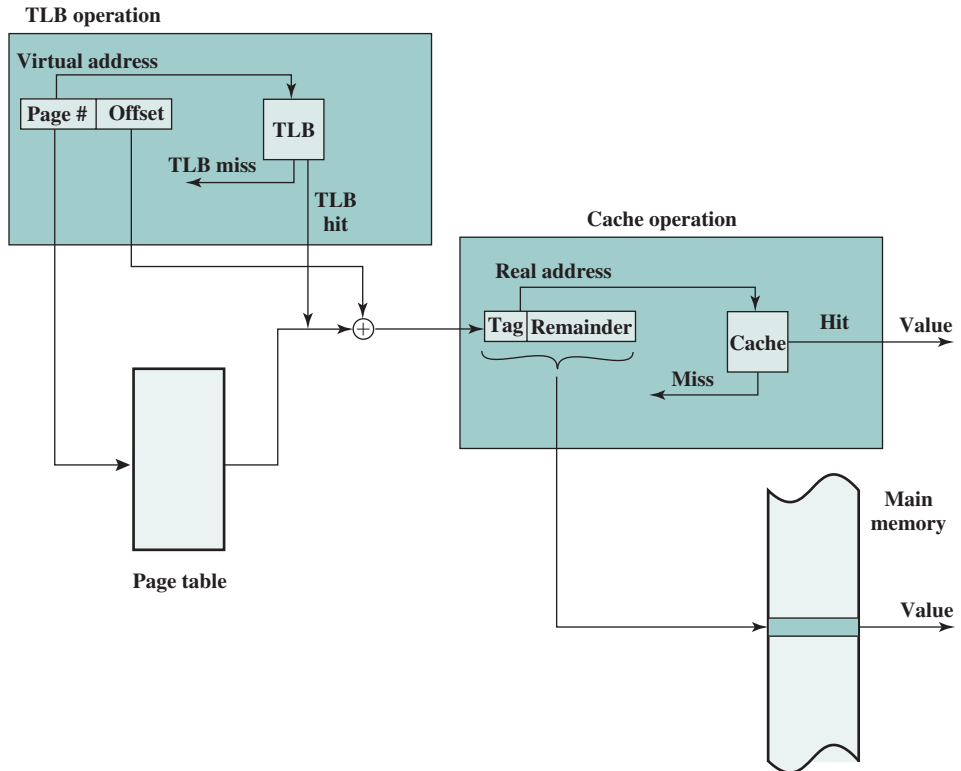 TLB operation
Virtual address
Page # Offset
TLB
TLB miss
TLB
hit
Cache operation
Real address
Tag Remainder
Cache
Hit
Value
Miss
Page table
Main
memory
Value